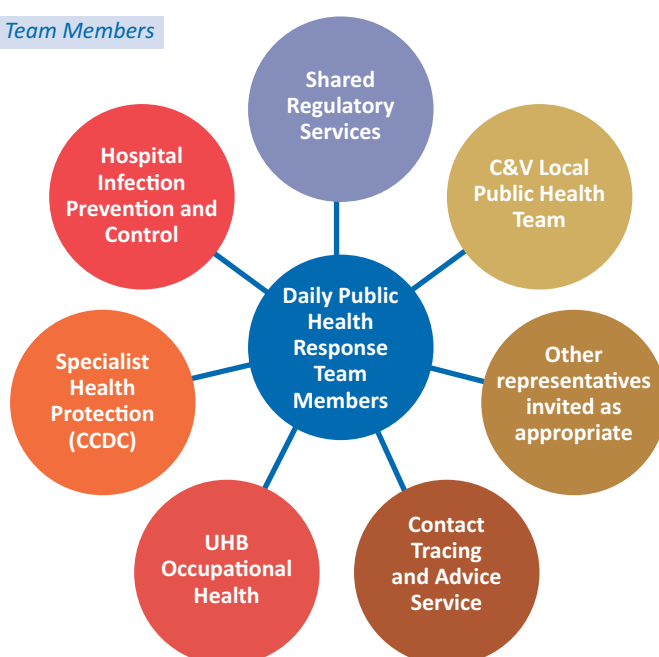 Team Members
Shared
Regulatory
Services
C&V Local
Public Health
Team
Other
representatives
invited as
appropriate
Contact
Tracing
and Advice
Service
UHB
Occupational
Health
Specialist
Health
Protection
(CCDC)
Hospital
Infection
Prevention and
Control
Daily Public
Health
Response
Team
Members